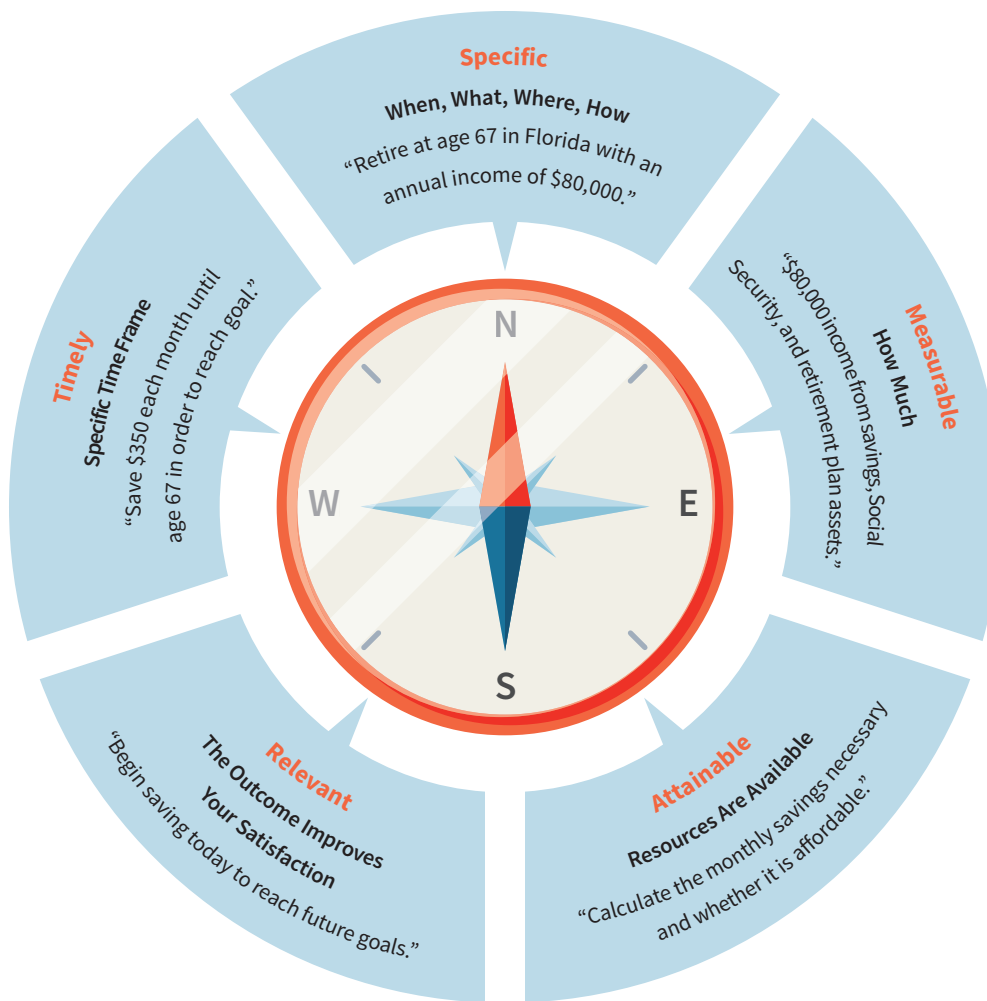 Specific
When, What, Where, How
“Retire at age 67 in Florida with an
annual income of $80,000.”
Measurable
How Much
“$80,000 income from savings, Social
Security, and retirement plan assets.”
Attainable
Resources Are Available
“Calculate the monthly savings necessary
and whether it is affordable.”
Relevant
The Outcome Improves
Your Satisfaction
“Begin saving today to reach future goals.”
Timely
Specific Time Frame
“Save $350 each month until
age 67 in order to reach goal.”
N
W
E
S